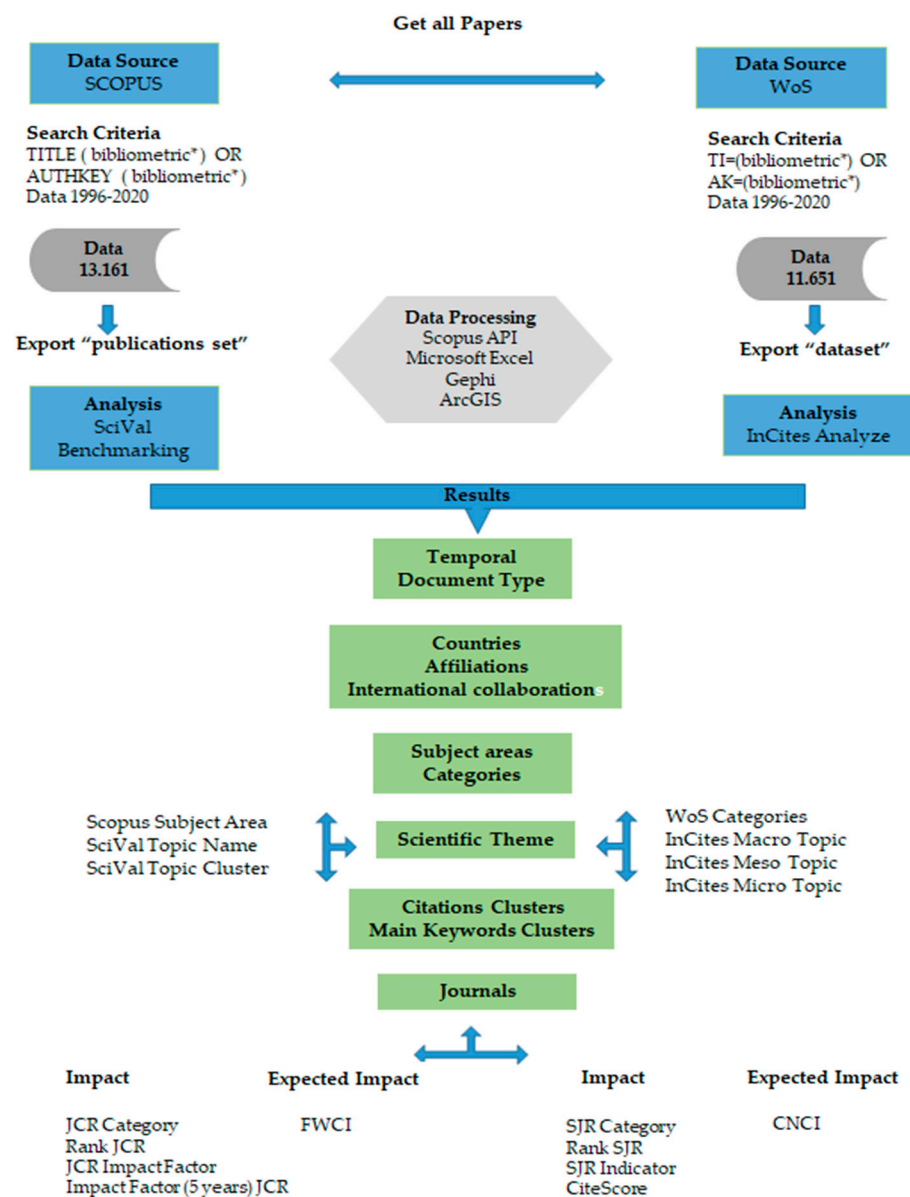 Get all Papers
Data Source
SCOPUS
Data Source
WoS
Search Criteria
TITLE ( bibliometric*) OR
AUTHKEY ( bibliometric*)
Data 1996-2020
Search Criteria
TI=(bibliometric*) OR
AK=(bibliometric*)
Data 1996-2020
Data
13.161
Data
11.651
Export “publications set”
Data Processing
Scopus API
Microsoft Excel
Gephi
ArcGIS
Export “dataset”
Analysis
SciVal
Benchmarking
Analysis
InCites Analyze
Results
Temporal
Document Type
Countries
Affiliations
International collaborations
Subject areas
Categories
Scopus Subject Area
SciVal Topic Name
SciVal Topic Cluster
Scientific Theme
WoS Categories
InCites Macro Topic
InCites Meso Topic
InCites Micro Topic
Citations Clusters
Main Keywords Clusters
Journals
Impact
JCR Category
Rank JCR
JCR Impact Factor
Impact Factor (5 years) JCR
Expected Impact
FWCI
Impact
SJR Category
Rank SJR
SJR Indicator
CiteScore
Expected Impact
CNCI